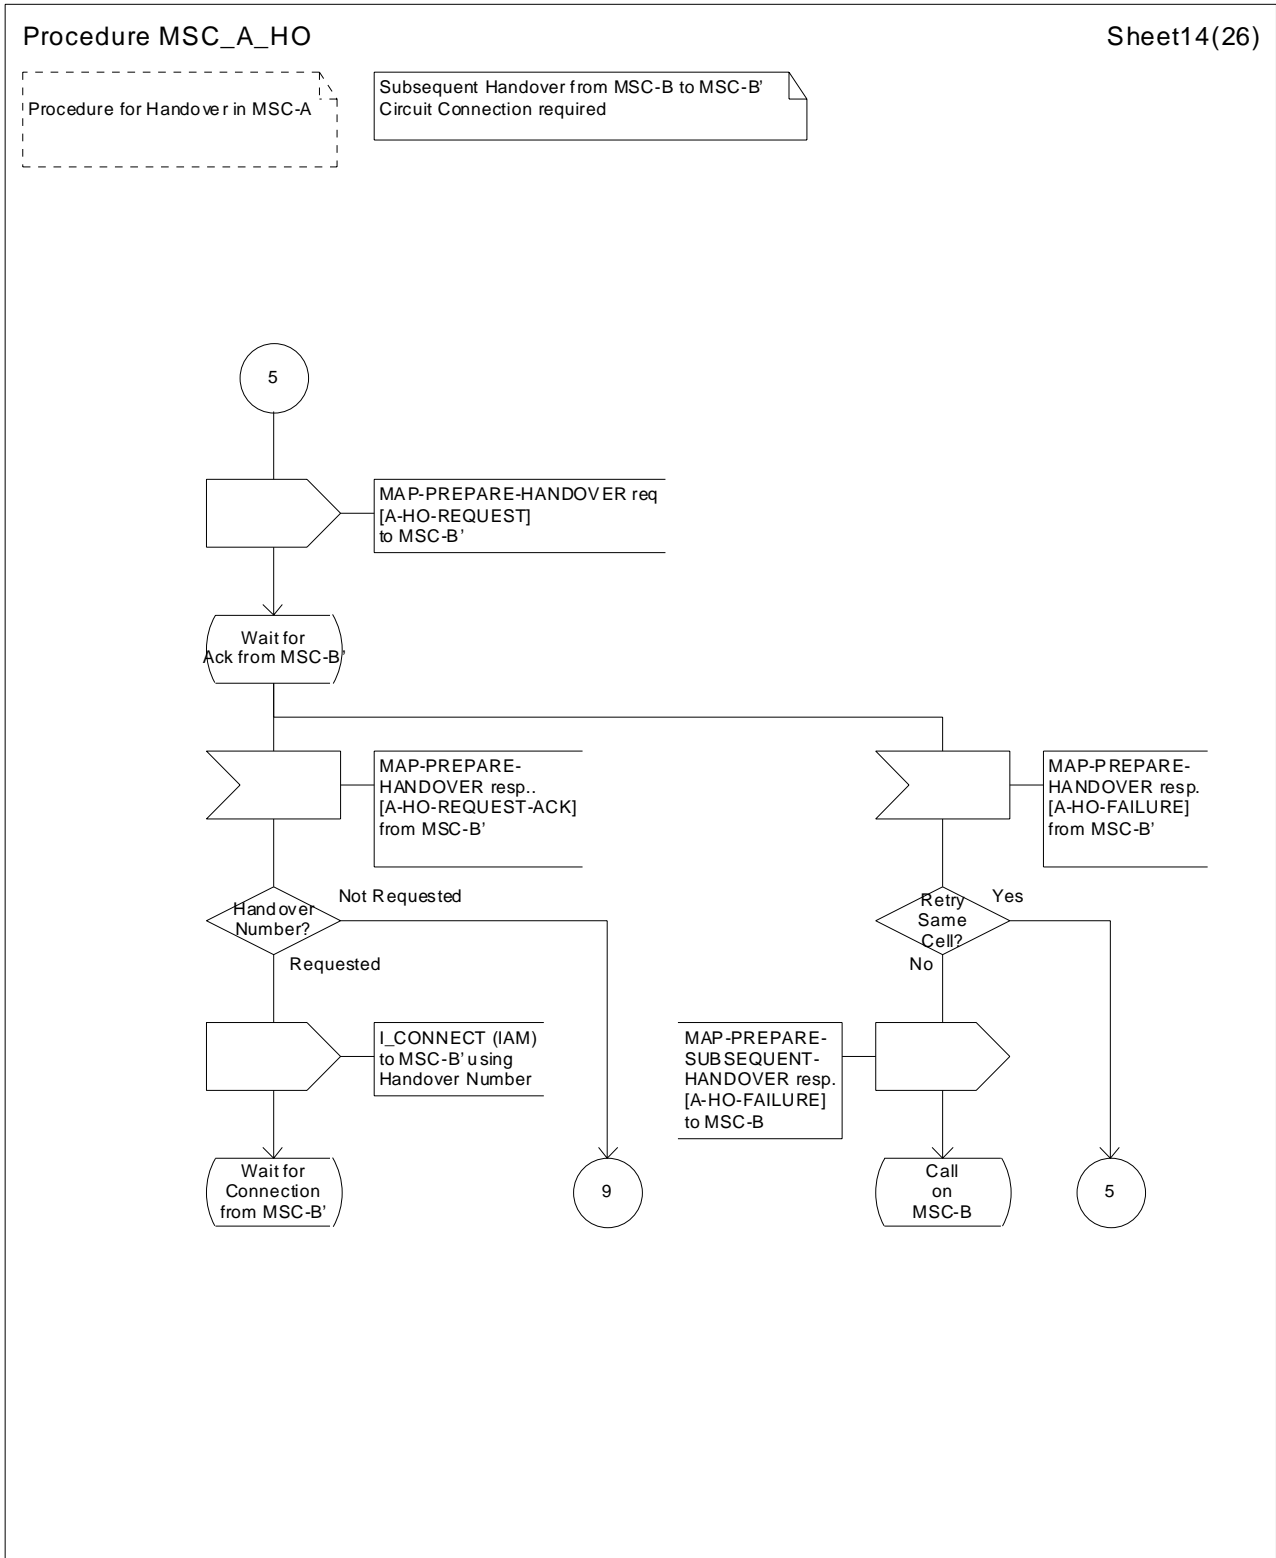 Procedure MSC_A_HO
Sheet14(26)
Procedure for Handover in MSC-A
Subsequent Handover from MSC-B to MSC-B’
Circuit Connection required
5
MAP-PREPARE-HANDOVER req
[A-HO-REQUEST]
to MSC-B’
Wait for
Ack from MSC-B’
MAP-PREPARE-
HANDOVER resp..
[A-HO-REQUEST-ACK]
from MSC-B’
MAP-PREPARE-
HANDOVER resp.
[A-HO-FAILURE]
from MSC-B’
Handover
Number?
Not Requested
Requested
Retry
Same
Cell?
Yes
No
I_CONNECT (IAM)
to MSC-B’ using
Handover Number
MAP-PREPARE-
SUBSEQUENT-
HANDOVER resp.
[A-HO-FAILURE]
to MSC-B
Wait for
Connection
from MSC-B’
9
Call
on
MSC-B
5